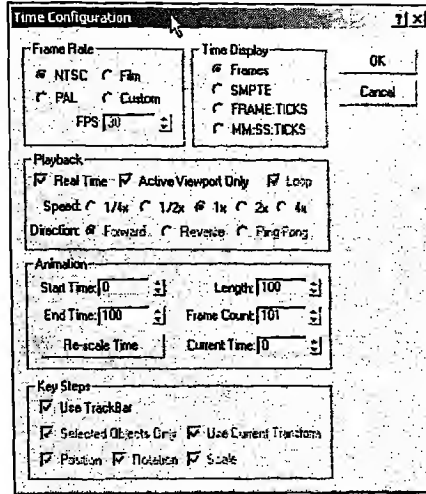 Time Configuration
Frame Rate
NTSC Film
PAL Custom
FPS 30
Time Display
Frames
SMPTE
FRAME:TICKS
MM:SS:TICKS
OK
Cancel
Playback
Real Time Active Viewport Only Loop
Speed: 1/4x 1/2x 1x 2x 4x
Direction: Forward Reverse Ping-Pong
Animation
Start Time: 0 Length: 100
End Time: 100 Frame Count: 101
Re-scale Time Current Time: 0
Key Steps
Use TrackBar
Selected Objects Only Use Current Transform
Position Rotation Scale